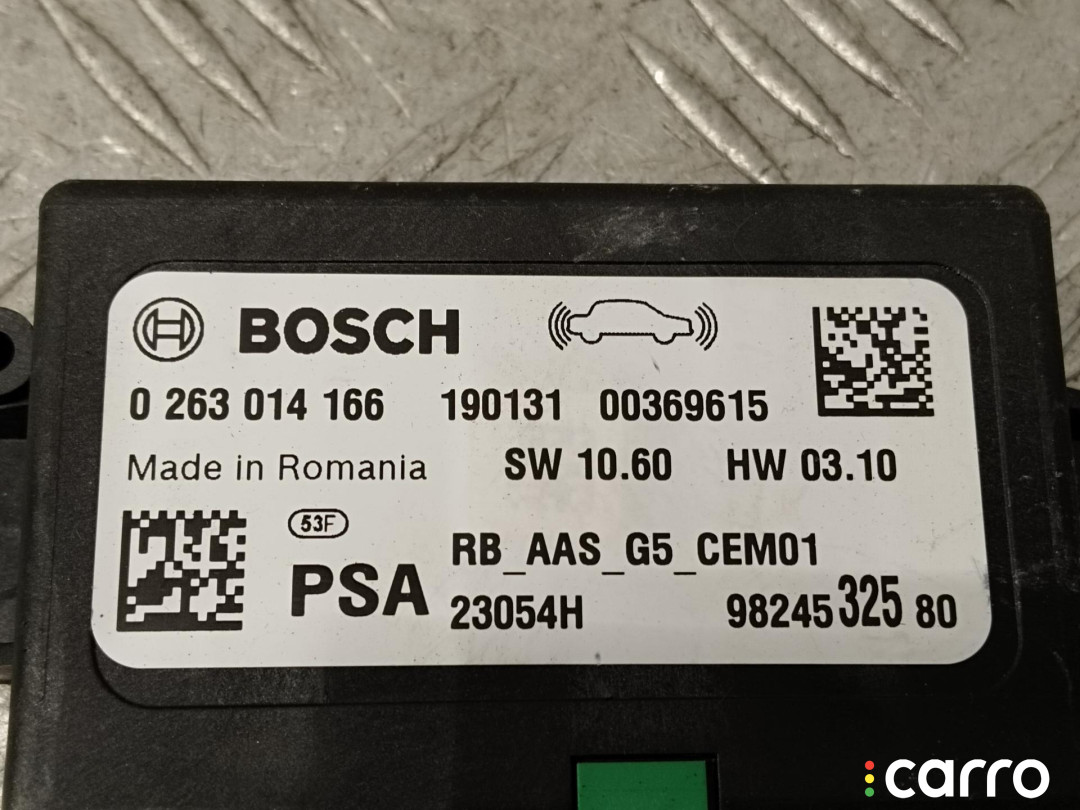 BOSCH
0 263 014 166 190131 00369615
Made in Romania SW 10.60 HW 03.10
53F
PSA RB_AAS_G5_CEM01
23054H 98245 325 80
carro